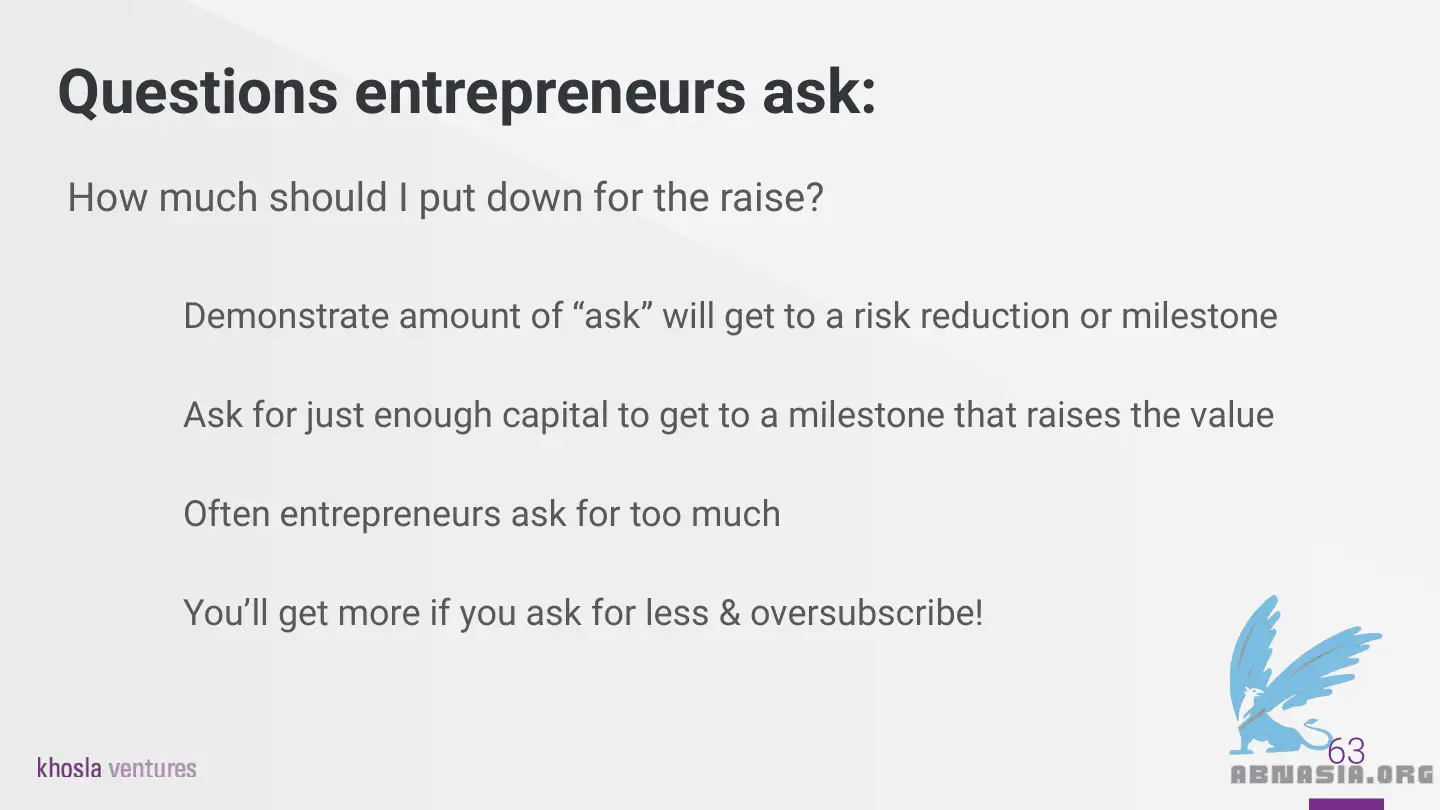 Questions entrepreneurs ask:
How much should I put down for the raise?
Demonstrate amount of “ask” will get to a risk reduction or milestone
Ask for just enough capital to get to a milestone that raises the value
Often entrepreneurs ask for too much
You’ll get more if you ask for less & oversubscribe!
khosla ventures
63
ABNASIA.ORG